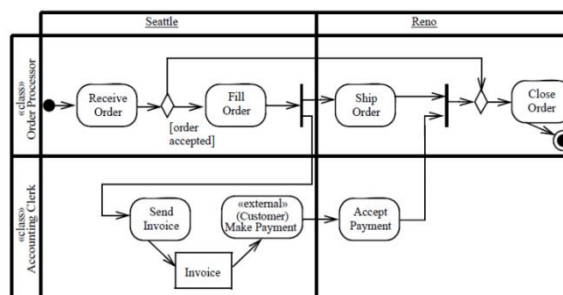 Seattle
Reno
«class»
Order Processor
Receive
Order
[order
accepted]
Fill
Order
Ship
Order
Close
Order
«class»
Accounting Clerk
Send
Invoice
Invoice
«external»
(Customer)
Make Payment
Accept
Payment